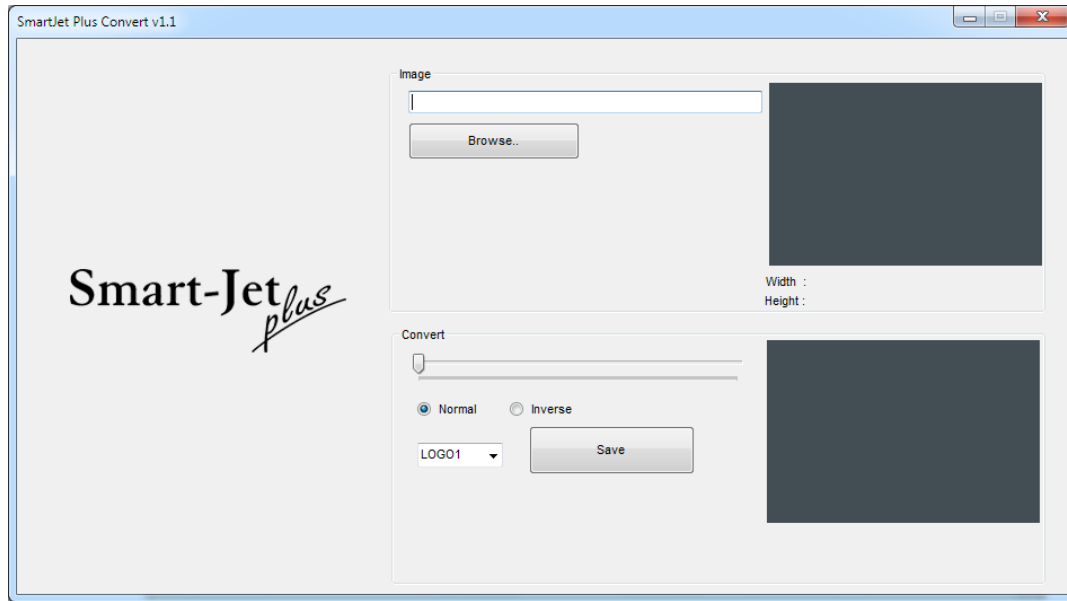 SmartJet Plus Convert v1.1
Image
Browse..
Width :
Height :
Smart-Jet plus
Convert
Normal
Inverse
LOGO1
Save